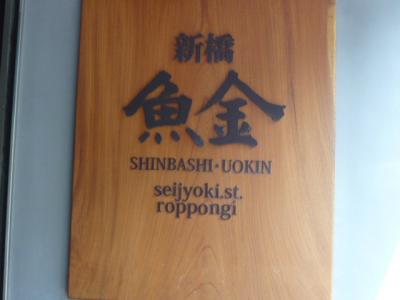 新橋
魚金
SHINBASHI・UOKIN
seijyoki.st.
roppongi